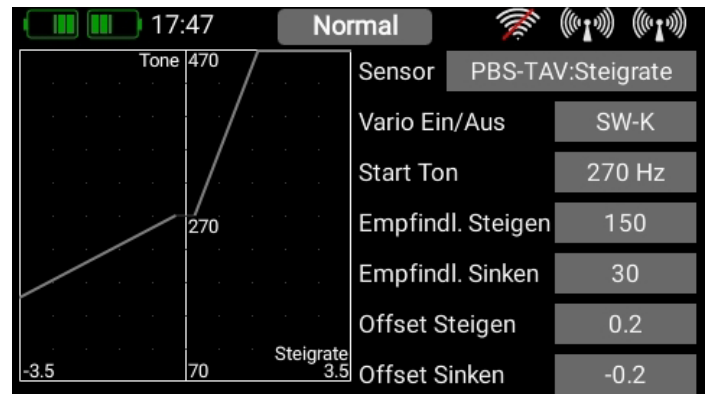 17:47 Normal
Tone 470
270
Steigrate
-3.5 70 3.5
Sensor PBS-TAV:Steigrate
Vario Ein/Aus SW-K
Start Ton 270 Hz
Empfindl. Steigen 150
Empfindl. Sinken 30
Offset Steigen 0.2
Offset Sinken -0.2